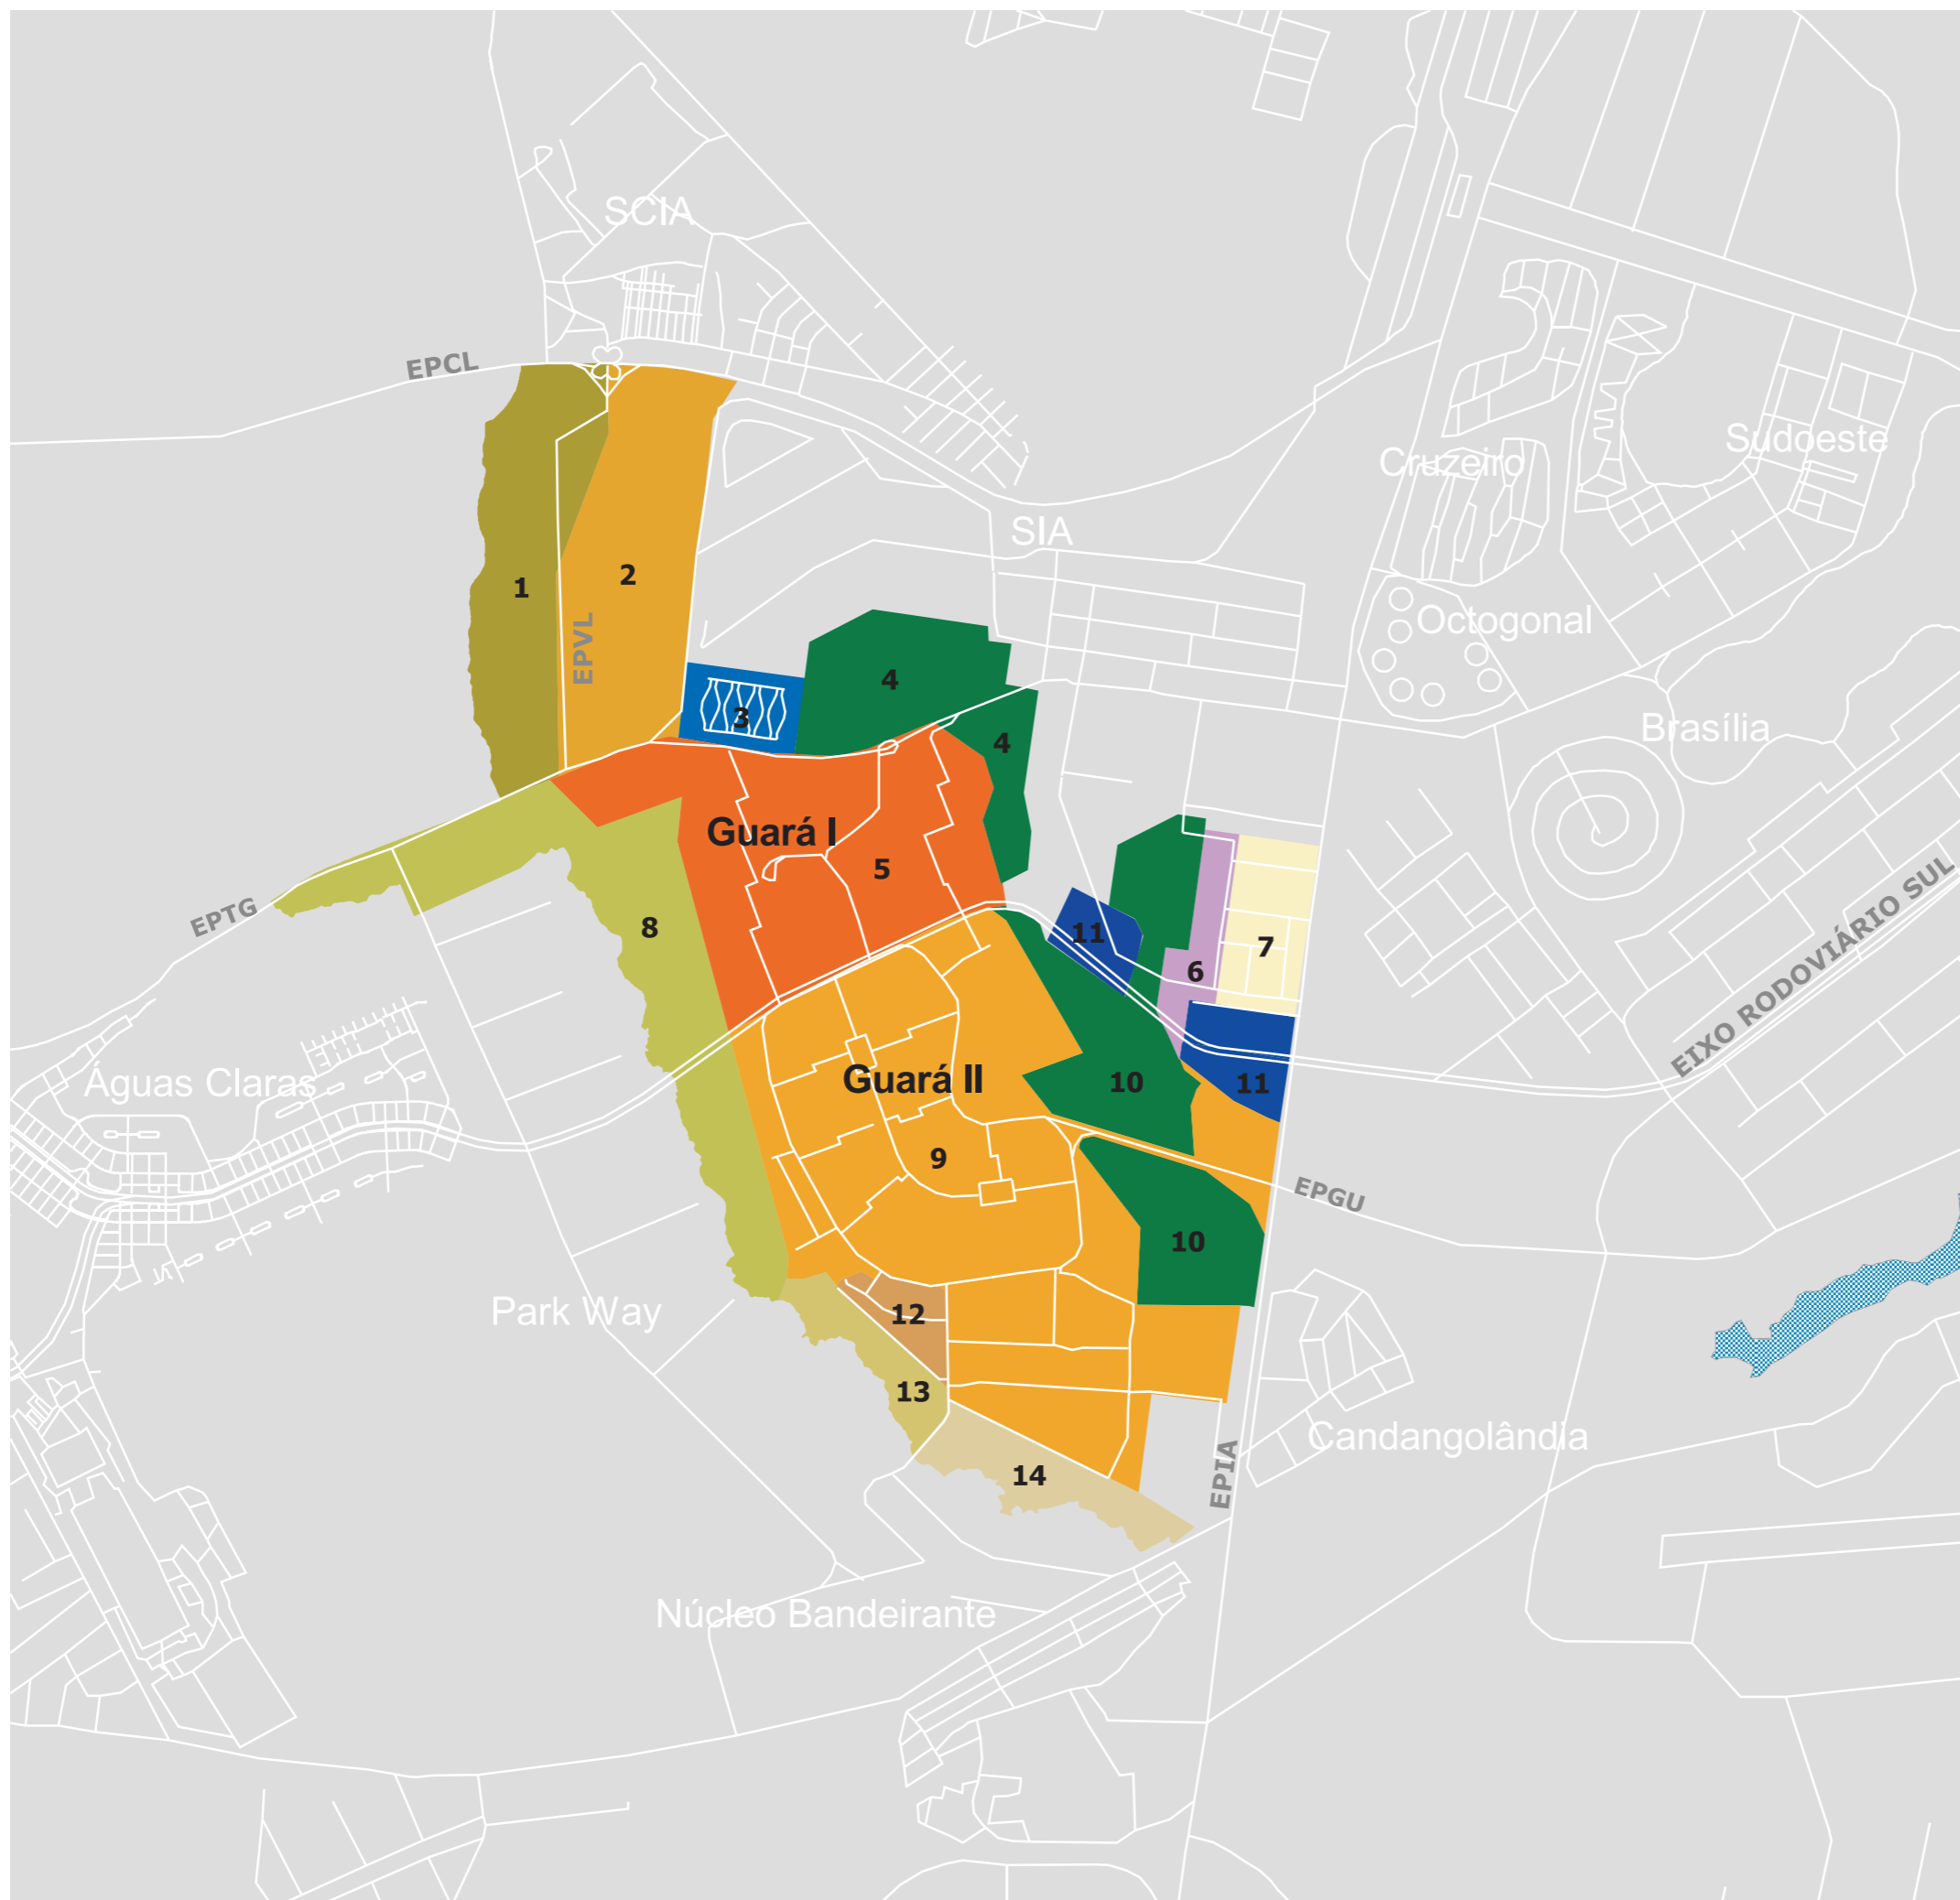 SCIA
EPCL
Sudoeste
Cruzeiro
SIA
1
2
EPVL
Octogonal
4
3
Brasília
4
Guará I
5
EPTG
8
11
6
7
EIXO RODOVIÁRIO SUL
Águas Claras
Guará II
10
11
9
EPGU
10
Park Way
12
13
Candangolândia
14
EPIA
Núcleo Bandeirante